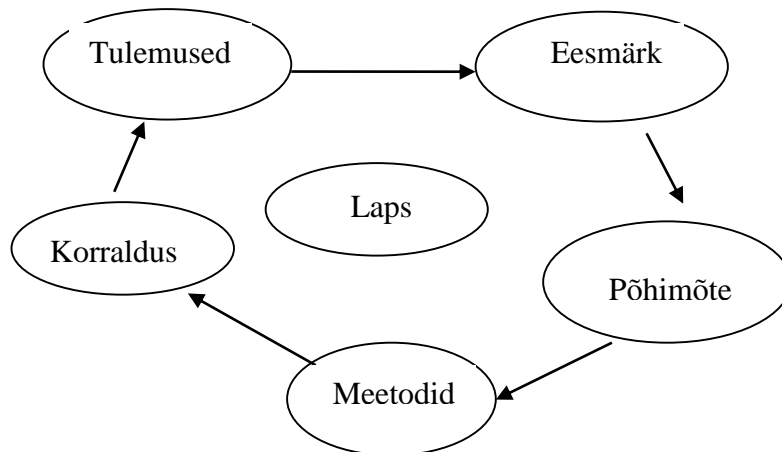 Tulemused
Eesmärk
Laps
Korraldus
Põhimõte
Meetodid